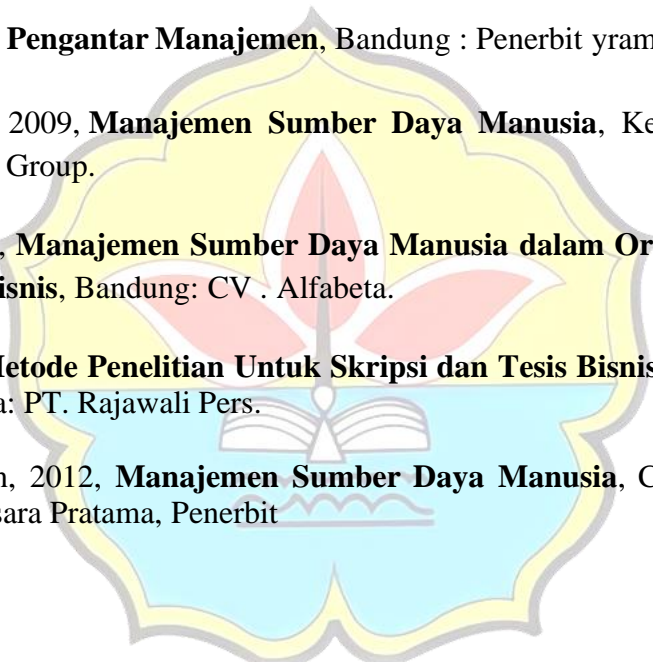 Pengantar Manajemen, Bandung : Penerbit yram
2009, Manajemen Sumber Daya Manusia, Ke
Group.
, Manajemen Sumber Daya Manusia dalam Or
isnis, Bandung: CV . Alfabeta.
Metode Penelitian Untuk Skripsi dan Tesis Bisnis
a: PT. Rajawali Pers.
n, 2012, Manajemen Sumber Daya Manusia, C
sara Pratama, Penerbit